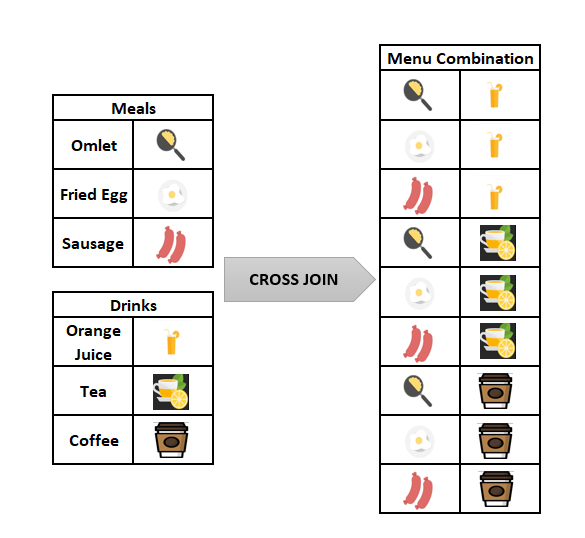 Menu Combination
Meals
Omlet
Fried Egg
Sausage
CROSS JOIN
Drinks
Orange
Juice
Tea
Coffee